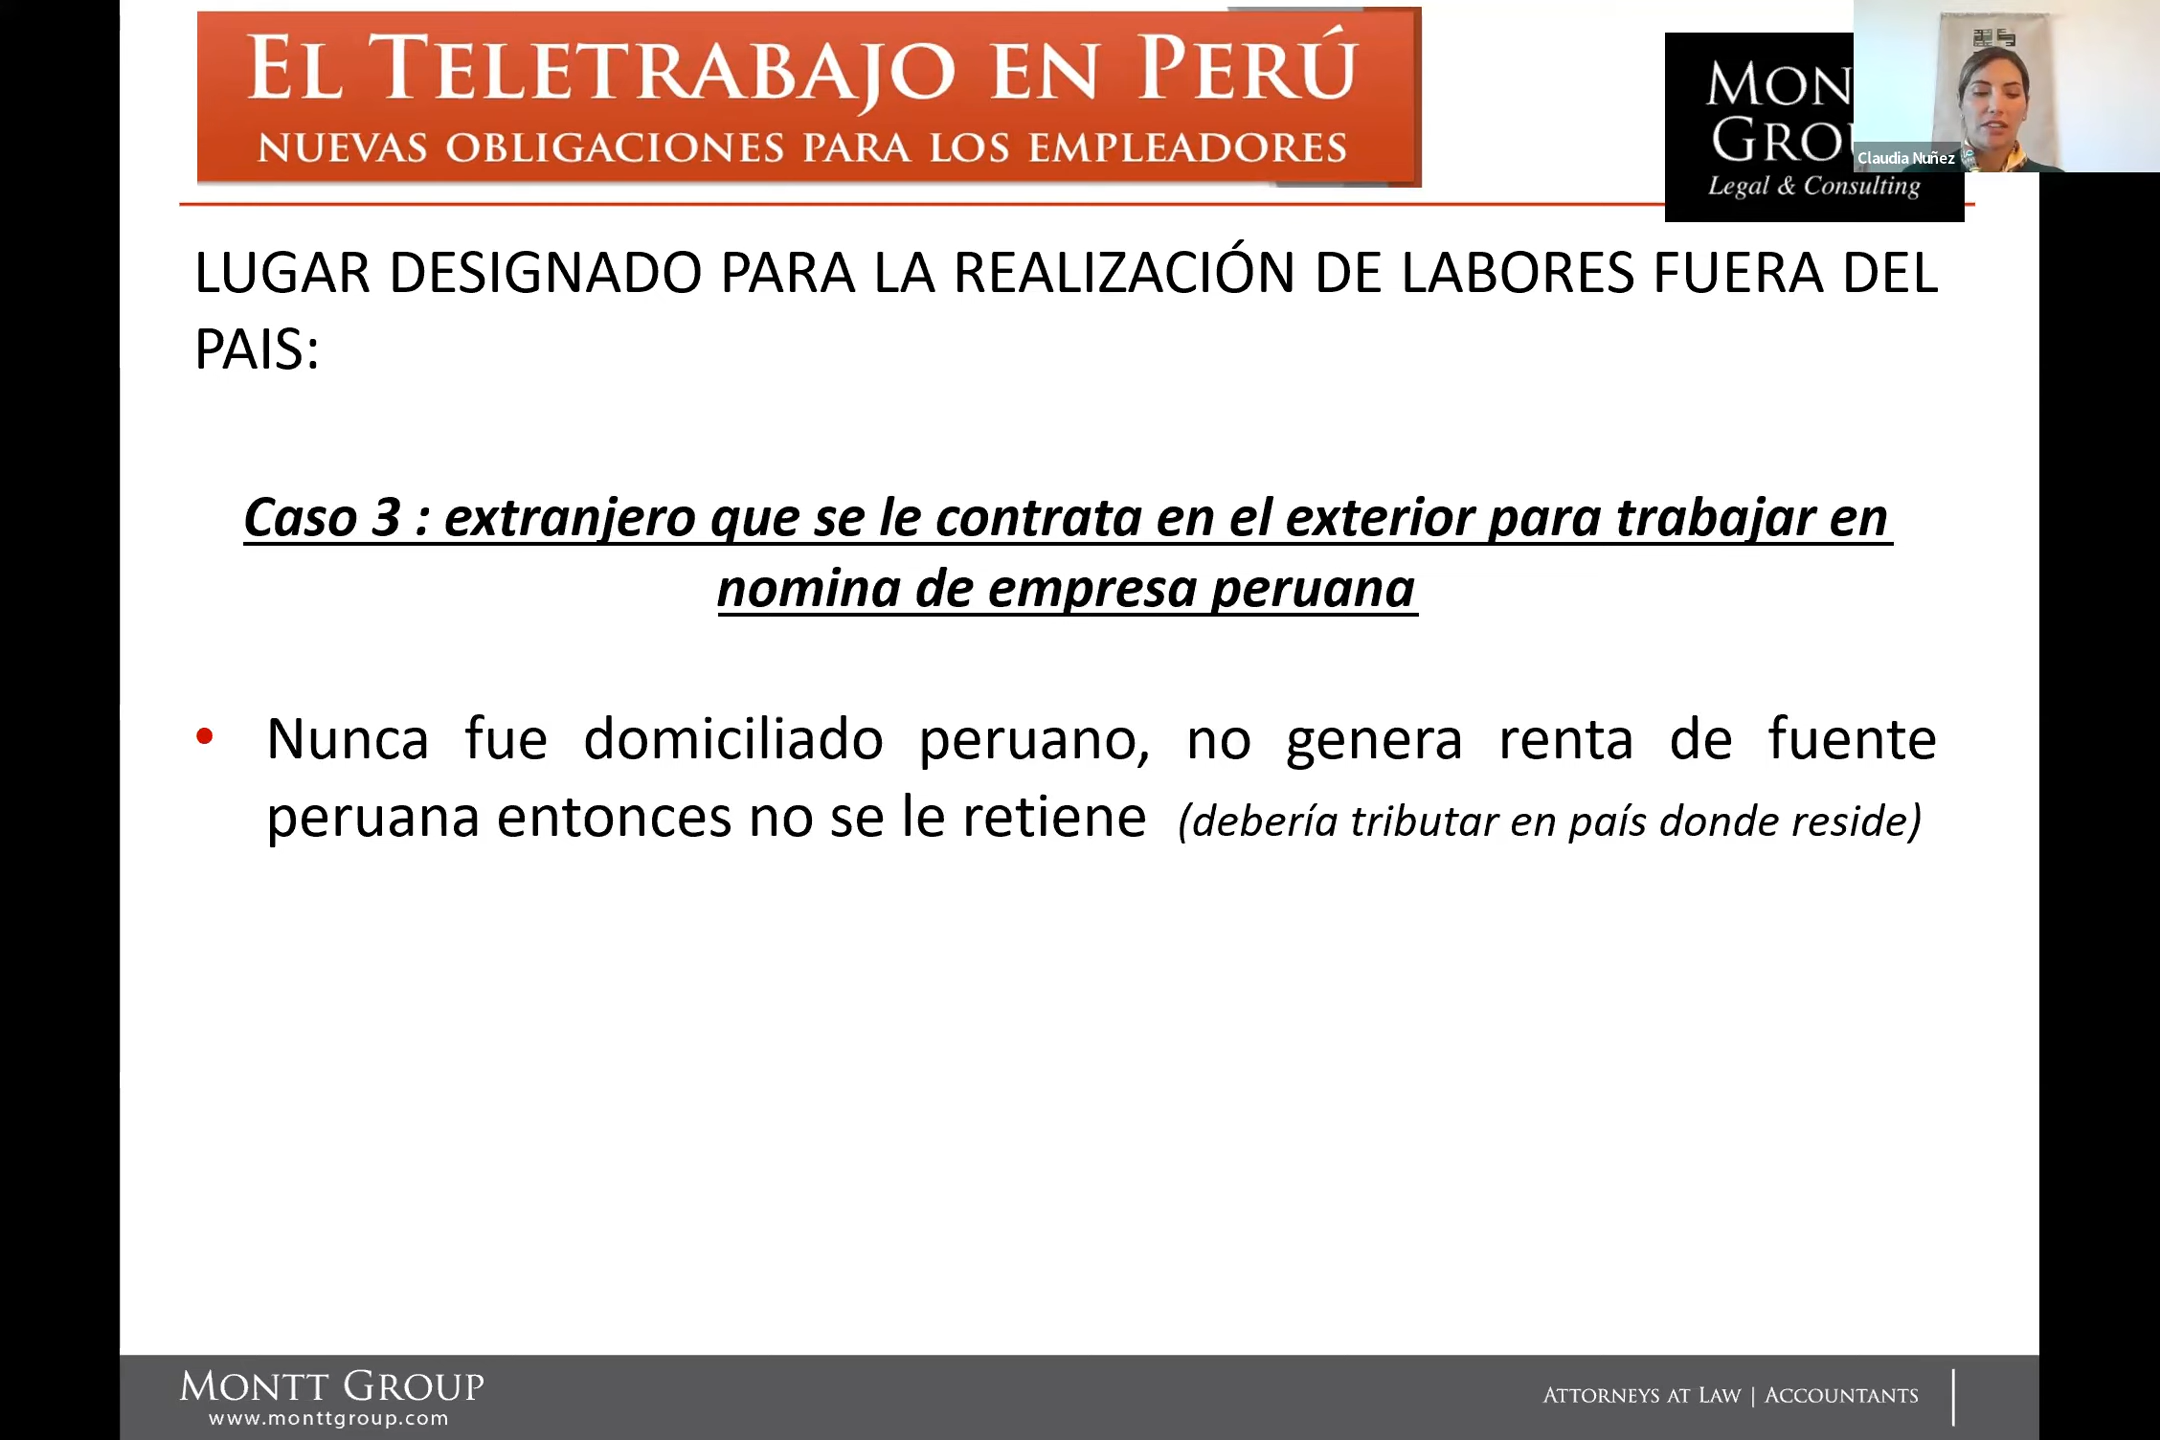 EL TELETRABAJO EN PERÚ
NUEVAS OBLIGACIONES PARA LOS EMPLEADORES
Legal & Consulting
Claudia Nuñez
LUGAR DESIGNADO PARA LA REALIZACIÓN DE LABORES FUERA DEL
PAIS:
Caso 3 : extranjero que se le contrata en el exterior para trabajar en
nomina de empresa peruana
• Nunca fue domiciliado peruano, no genera renta de fuente
peruana entonces no se le retiene (debería tributar en país donde reside)
MONTT GROUP
www.monttgroup.com
ATTORNEYS AT LAW | ACCOUNTANTS